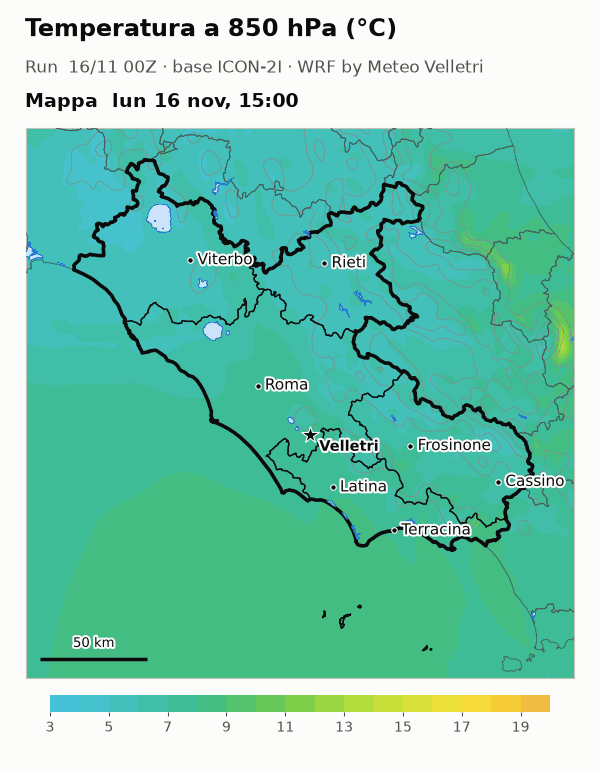 Temperatura a 850 hPa (°C)
Run  16/11 00Z · base ICON-2I · WRF by Meteo Velletri
Mappa  lun 16 nov, 15:00
Viterbo
Rieti
Roma
Velletri
Frosinone
Cassino
Latina
Terracina
50 km
3 5 7 9 11 13 15 17 19